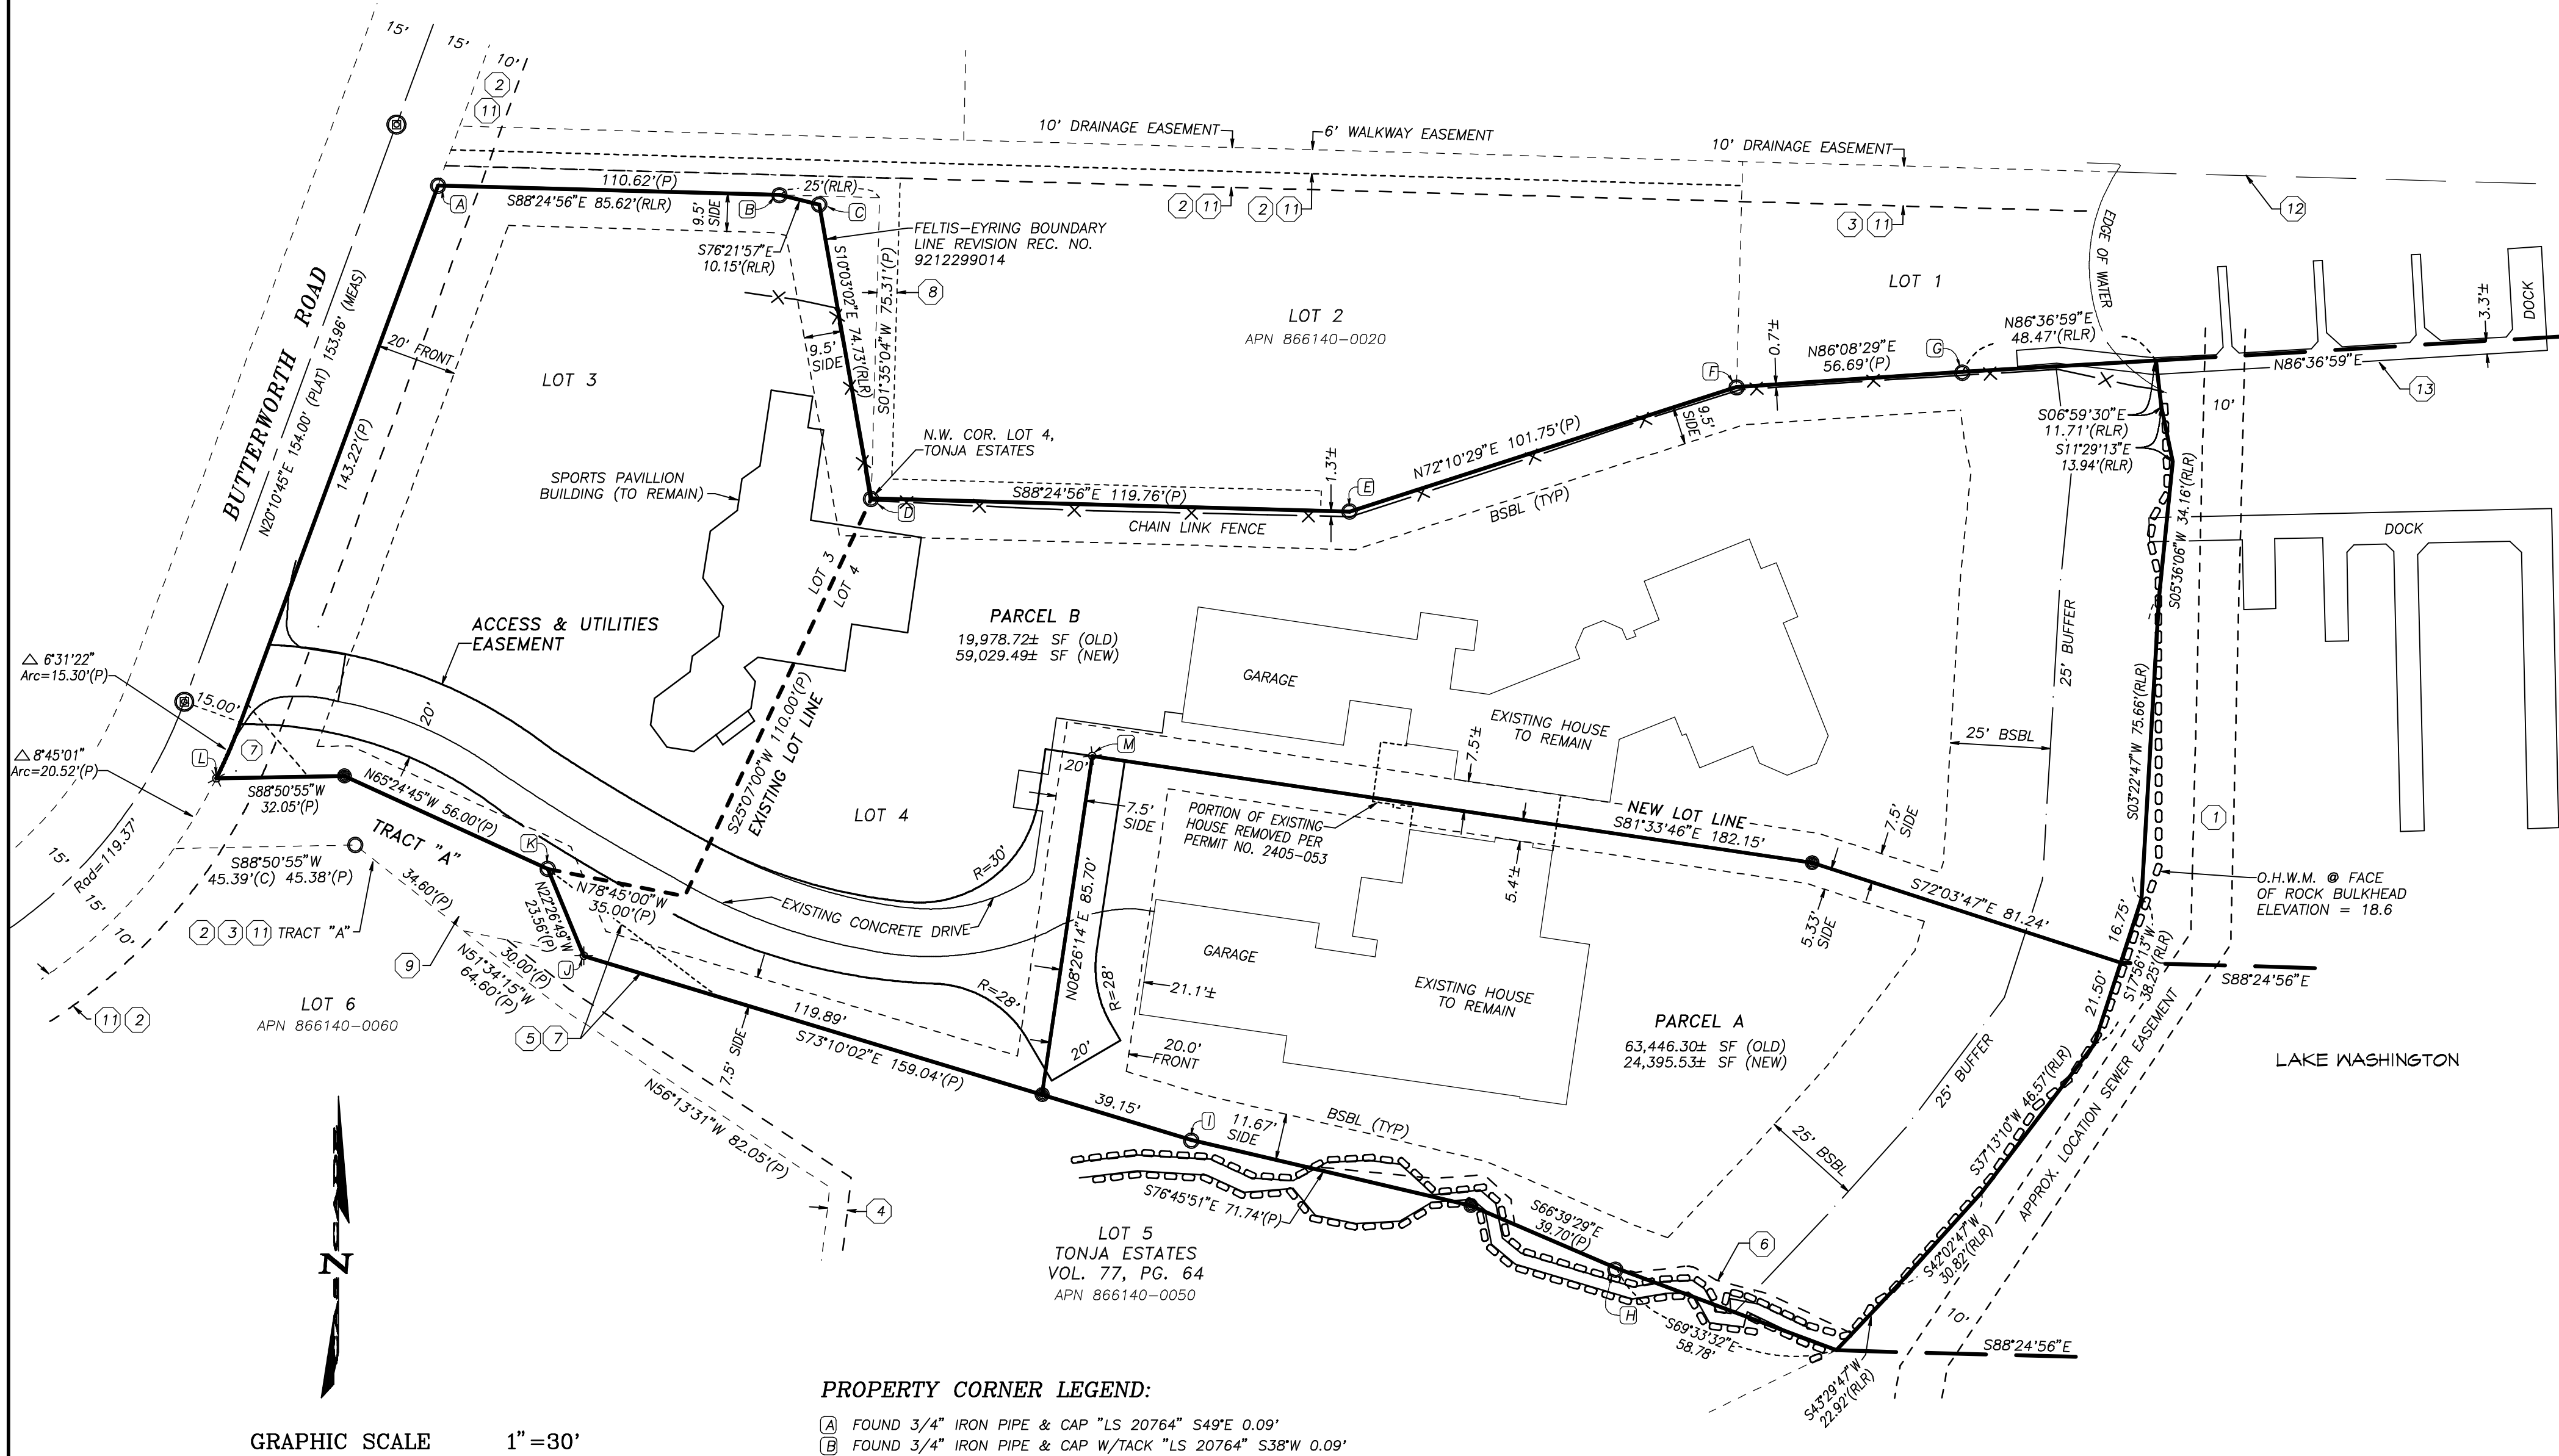 15'
15'
10'
2
11
10' DRAINAGE EASEMENT
6' WALKWAY EASEMENT
10' DRAINAGE EASEMENT
2 11
2 11
3 11
12
110.62'(P)
S88°24'56"E 85.62'(RLR)
25'(RLR)
A
B
C
9.5'
SIDE
S76°21'57"E
10.15'(RLR)
FELTIS-EYRING BOUNDARY
LINE REVISION REC. NO.
9212299014
S10°03'02"E 74.73'(RLR)
S01°35'04"W 75.31'(P)
8
9.5'
SIDE
EDGE OF WATER
LOT 1
LOT 2
APN 866140-0020
LOT 3
N86°36'59"E
48.47'(RLR)
3.3'±
DOCK
N86°36'59"E
13
BUTTERWORTH ROAD
N20°10'45"E 154.00' (PLAT) 153.96' (MEAS)
143.22'(P)
20' FRONT
0.7'±
N86°08'29"E
56.69'(P)
G
F
S06°59'30"E
11.71'(RLR)
S11°29'13"E
13.94'(RLR)
10'
N.W. COR. LOT 4,
TONJA ESTATES
SPORTS PAVILLION
BUILDING (TO REMAIN)
D
S88°24'56"E 119.76'(P)
CHAIN LINK FENCE
1.3'±
E
N72°10'29"E 101.75'(P)
9.5'
SIDE
BSBL (TYP)
S05°36'06"W 34.16'(RLR)
DOCK
LOT 3
LOT 4
PARCEL B
19,978.72± SF (OLD)
59,029.49± SF (NEW)
ACCESS & UTILITIES
EASEMENT
△ 6°31'22"
Arc=15.30'(P)
△ 8°45'01"
Arc=20.52'(P)
15.00'
L
7
20'
S25°07'00"W 110.00'(P)
EXISTING LOT LINE
GARAGE
EXISTING HOUSE
TO REMAIN
25' BUFFER
25' BSBL
S03°22'47"W 75.66'(RLR)
1
S88°50'55"W
32.05'(P)
N65°24'45"W 56.00'(P)
TRACT "A"
LOT 4
M
20'
7.5'
SIDE
7.5'±
PORTION OF EXISTING
HOUSE REMOVED PER
PERMIT NO. 2405-053
NEW LOT LINE
S81°33'46"E 182.15'
7.5'
SIDE
5.33'
SIDE
5.4'±
S72°03'47"E 81.24'
O.H.W.M. @ FACE
OF ROCK BULKHEAD
ELEVATION = 18.6
16.75'
S17°56'13"W
38.25'(RLR)
21.50'
S88°24'56"E
Rad=119.37'
15'
15'
10'
S88°50'55"W
45.39'(C) 45.38'(P)
34.60'(P)
K
N22°26'49"W
23.56'(P)
N78°45'00"W
35.00'(P)
EXISTING CONCRETE DRIVE
R=30'
N08°26'14"E 85.70'
R=28'
R=28'
20'
2 3 11 TRACT "A"
9
30.00'(P)
N51°34'15"W
64.60'(P)
J
5 7
LOT 6
APN 866140-0060
11 2
119.89'
S73°10'02"E 159.04'(P)
7.5' SIDE
N56°13'31"W 82.05'(P)
4
GARAGE
21.1'±
EXISTING HOUSE
TO REMAIN
20.0'
FRONT
PARCEL A
63,446.30± SF (OLD)
24,395.53± SF (NEW)
LAKE WASHINGTON
25' BUFFER
25' BSBL
S37°13'10"W 46.57'(RLR)
APPROX. LOCATION SEWER EASEMENT
39.15'
I
11.67'
SIDE
BSBL (TYP)
S76°45'51"E 71.74'(P)
S66°39'29"E
39.70'(P)
6
H
S69°33'32"E
58.78'
S42°02'47"W
30.82'(RLR)
10'
S88°24'56"E
S43°29'47"W
22.92'(RLR)
LOT 5
TONJA ESTATES
VOL. 77, PG. 64
APN 866140-0050
N
GRAPHIC SCALE 1"=30'
PROPERTY CORNER LEGEND:
A FOUND 3/4" IRON PIPE & CAP "LS 20764" S49°E 0.09'
B FOUND 3/4" IRON PIPE & CAP W/TACK "LS 20764" S38°W 0.09'